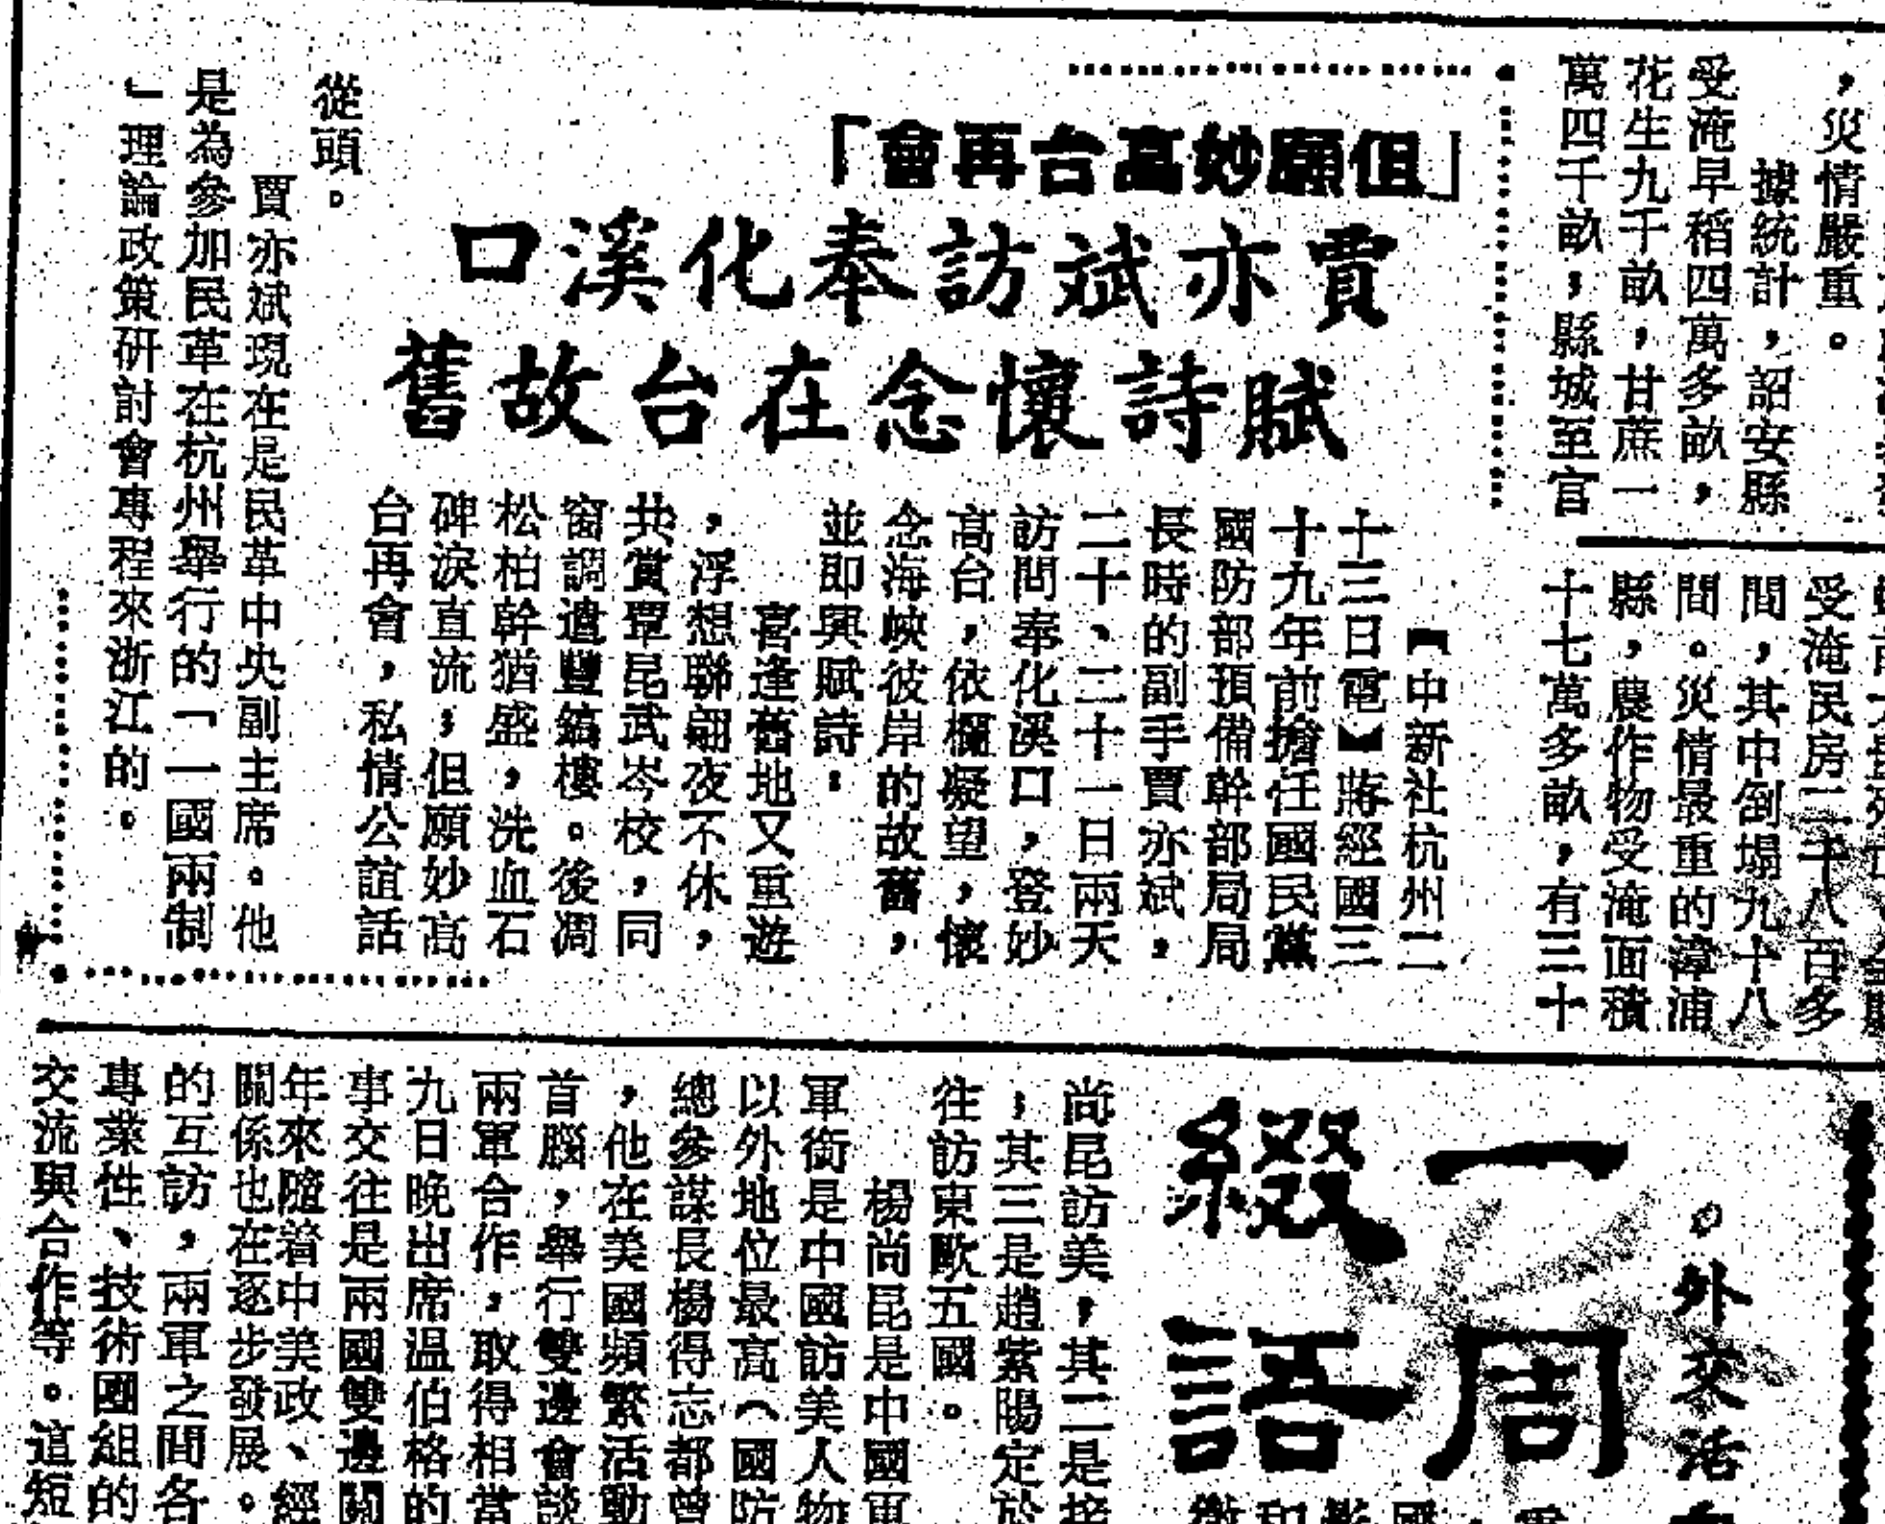 ，災情嚴重。
據統計，詔安縣
受淹早稻四萬多畝，
花生九千畝，甘蔗一
萬四千畝；縣城至官
受淹民房二千八百多
間，其中倒塌九十八
間。災情最重的漳浦
縣，農作物受淹面積
十七萬多畝，有三十
「但願妙高台再會」
賈亦斌訪奉化溪口
賦詩懷念在台故舊
【中新社杭州二
十三日電】蔣經國三
十九年前擔任國民黨
國防部預備幹部局局
長時的副手賈亦斌，
二十、二十一日兩天
訪問奉化溪口，登妙
高台，依欄凝望，懷
念海峽彼岸的故舊，
並即興賦詩：
喜逢舊地又重遊
，浮想聯翩夜不休，
共賞覃昆武岑校，同
窗調遣豐鎬樓。後凋
松柏幹猶盛，洗血石
碑淚直流；但願妙高
台再會，私情公誼話
從頭。
賈亦斌現在是民革中央副主席。他
是為參加民革在杭州舉行的「一國兩制
」理論政策研討會專程來浙江的。
。外交活
一周
綴語
尚昆訪美，其二是接
；其三是趙紫陽定於
往訪東歐五國。
楊尚昆是中國軍
軍銜是中國訪美人物
以外地位最高（國防
總參謀長楊得志都曾
，他在美國頻繁活動
首腦，舉行雙邊會談
兩軍合作，取得相當
九日晚出席温伯格的
事交往是兩國雙邊關
年來隨着中美政、經
關係也在逐步發展。
的互訪，兩軍之間各
專業性、技術團組的
交流與合作等。這短